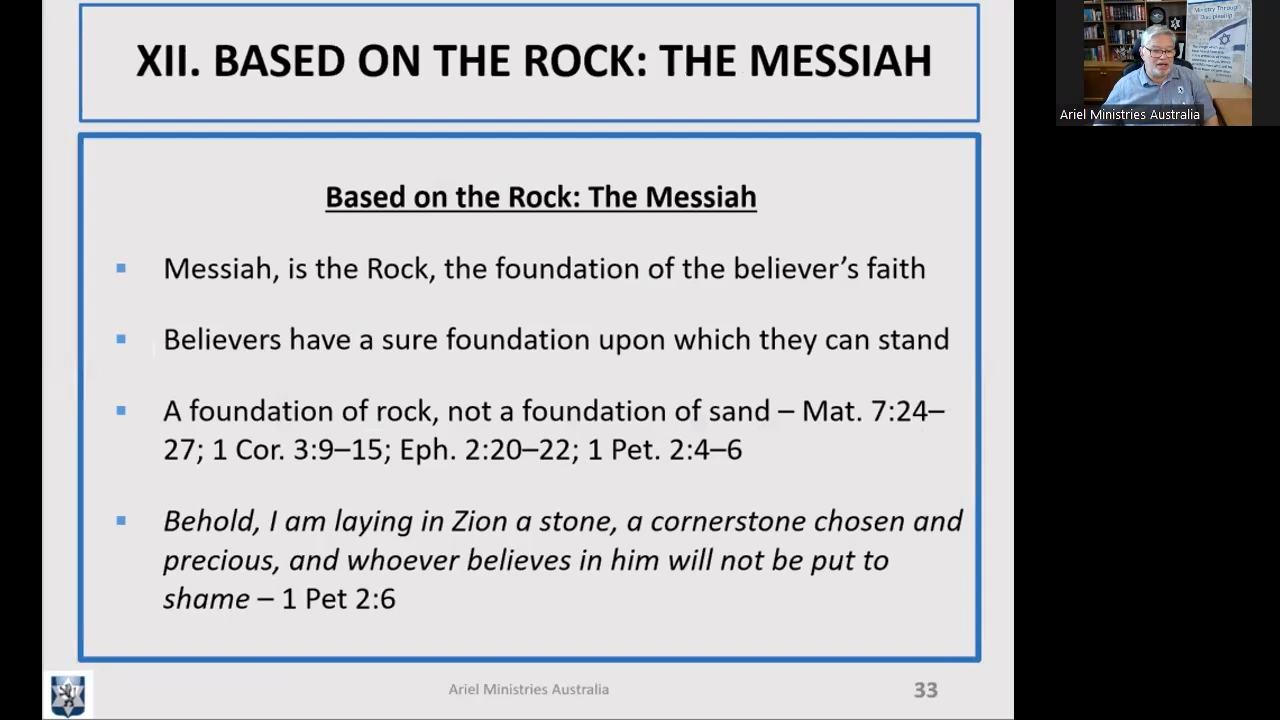 XII. BASED ON THE ROCK: THE MESSIAH
Ministry Through
Discipleship
Ariel Ministries Australia
Based on the Rock: The Messiah
Messiah, is the Rock, the foundation of the believer’s faith
Believers have a sure foundation upon which they can stand
A foundation of rock, not a foundation of sand – Mat. 7:24–
27; 1 Cor. 3:9–15; Eph. 2:20–22; 1 Pet. 2:4–6
Behold, I am laying in Zion a stone, a cornerstone chosen and
precious, and whoever believes in him will not be put to
shame – 1 Pet 2:6
Ariel Ministries Australia
33